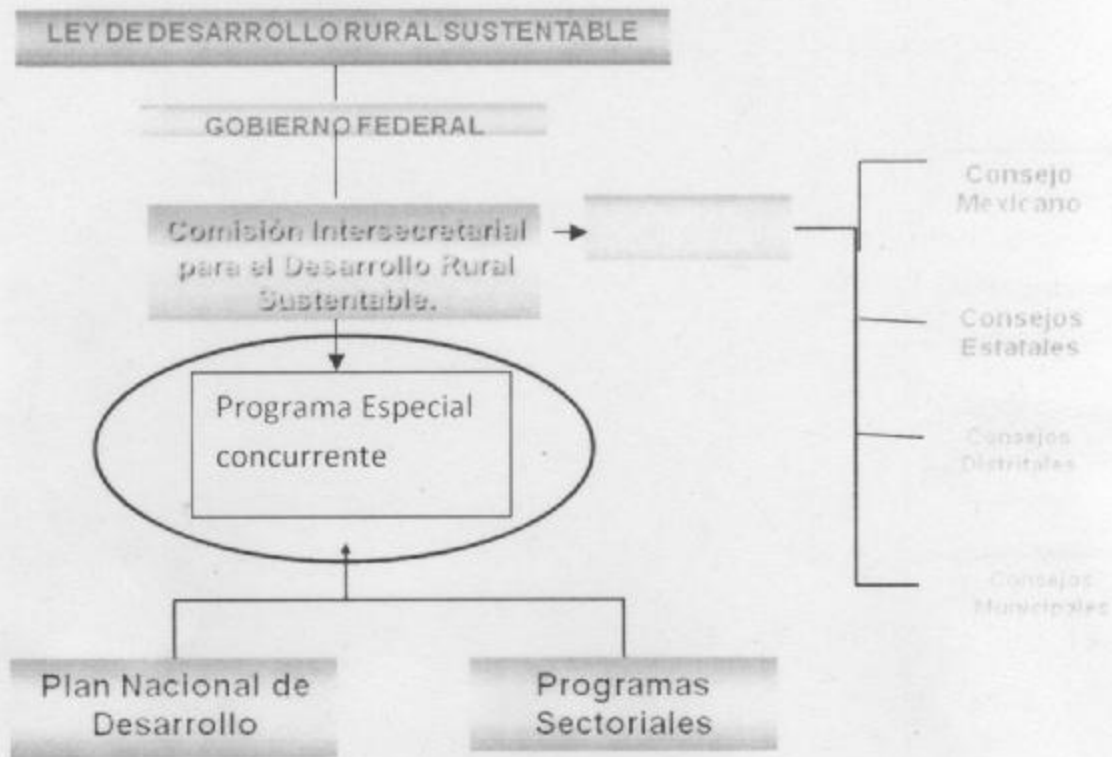 LEY DE DESARROLLO RURAL SUSTENTABLE
GOBIERNO FEDERAL
Comisión Intersecretarial
para el Desarrollo Rural
Sustentable.
Consejo
Mexicano
Consejos
Estatales
Consejos
Distritales
Consejos
Municipales
Programa Especial
concurrente
Plan Nacional de
Desarrollo
Programas
Sectoriales